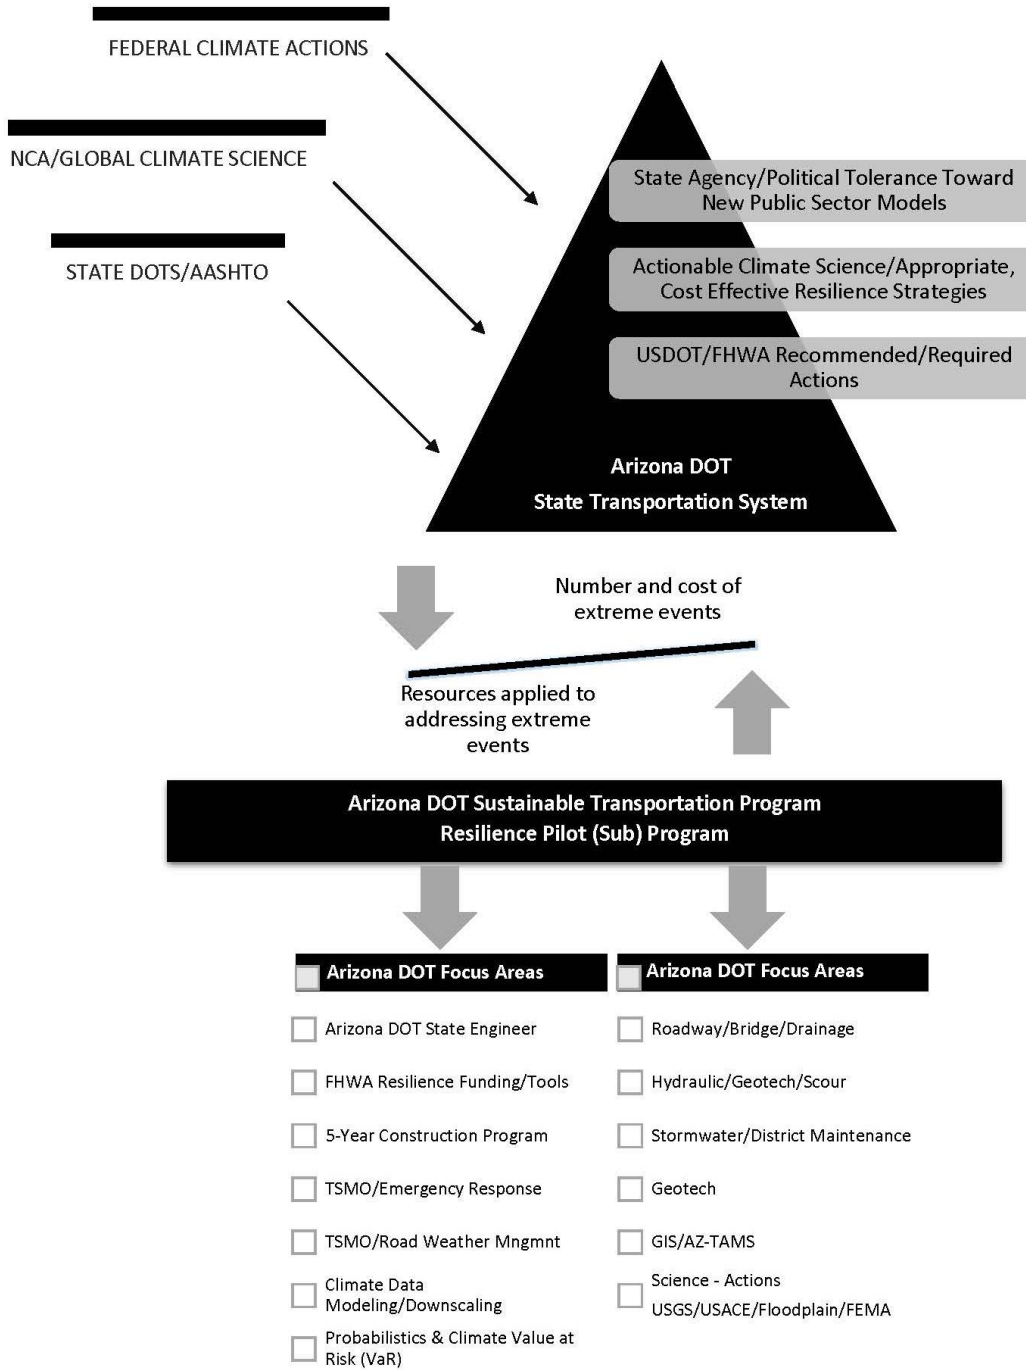 FEDERAL CLIMATE ACTIONS
NCA/GLOBAL CLIMATE SCIENCE
STATE DOTS/AASHTO
State Agency/Political Tolerance Toward
New Public Sector Models
Actionable Climate Science/Appropriate,
Cost Effective Resilience Strategies
USDOT/FHWA Recommended/Required
Actions
Arizona DOT
State Transportation System
Number and cost of
extreme events
Resources applied to
addressing extreme
events
Arizona DOT Sustainable Transportation Program
Resilience Pilot (Sub) Program
Arizona DOT Focus Areas
Arizona DOT State Engineer
FHWA Resilience Funding/Tools
5-Year Construction Program
TSMO/Emergency Response
TSMO/Road Weather Mngmnt
Climate Data
Modeling/Downscaling
Probabilistics & Climate Value at
Risk (VaR)
Arizona DOT Focus Areas
Roadway/Bridge/Drainage
Hydraulic/Geotech/Scour
Stormwater/District Maintenance
Geotech
GIS/AZ-TAMS
Science - Actions
USGS/USACE/Floodplain/FEMA